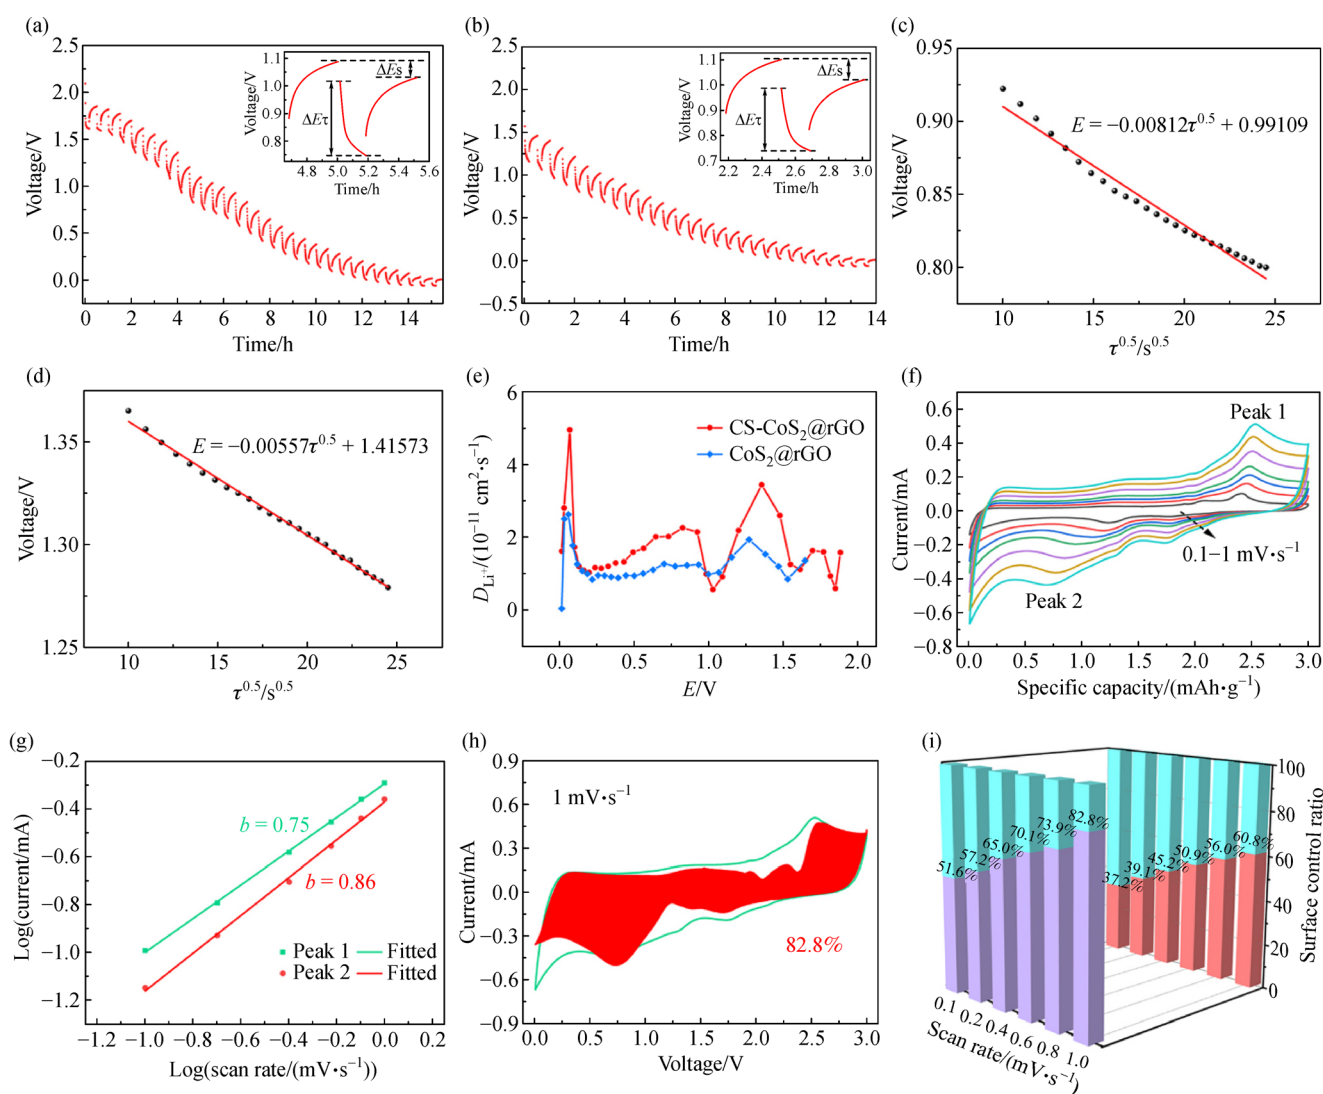 (a)
2.5
2.0
1.5
1.0
0.5
0.0
Voltage/V
0 2 4 6 8 10 12 14
Time/h
1.1
1.0
0.9
0.8
Voltage/V
4.8 5.0 5.2 5.4 5.6
Time/h
ΔEs
ΔEτ
(b)
2.5
2.0
1.5
1.0
0.5
0.0
−0.5
Voltage/V
0 2 4 6 8 10 12 14
Time/h
1.1
1.0
0.9
0.8
0.7
Voltage/V
2.2 2.4 2.6 2.8 3.0
Time/h
ΔEs
ΔEτ
(c)
0.95
0.90
0.85
0.80
Voltage/V
E = −0.00812τ^0.5 + 0.99109
10 15 20 25
τ^0.5/s^0.5
(d)
1.35
1.30
1.25
Voltage/V
E = −0.00557τ^0.5 + 1.41573
10 15 20 25
τ^0.5/s^0.5
(e)
6
4
2
0
D_Li+/(10^−11 cm^2•s^−1)
CS-CoS2@rGO
CoS2@rGO
0.0 0.5 1.0 1.5 2.0
E/V
(f)
0.6
0.4
0.2
0.0
−0.2
−0.4
−0.6
−0.8
Current/mA
Peak 1
0.1−1 mV•s^−1
Peak 2
0.0 0.5 1.0 1.5 2.0 2.5 3.0
Specific capacity/(mAh•g^−1)
(g)
−0.2
−0.4
−0.6
−0.8
−1.0
−1.2
Log(current/mA)
b = 0.75
b = 0.86
Peak 1 Fitted
Peak 2 Fitted
−1.2 −1.0 −0.8 −0.6 −0.4 −0.2 0.0 0.2
Log(scan rate/(mV•s^−1))
(h)
0.9
0.6
0.3
0.0
−0.3
−0.6
−0.9
Current/mA
1 mV•s^−1
82.8%
0.0 0.5 1.0 1.5 2.0 2.5 3.0
Voltage/V
(i)
51.6% 57.2% 65.0% 70.1% 73.9% 82.8%
37.2% 39.1% 45.2% 50.9% 56.0% 60.8%
100
80
60
40
20
0
Surface control ratio
0.1 0.2 0.4 0.6 0.8 1.0
Scan rate/(mV•s^−1)